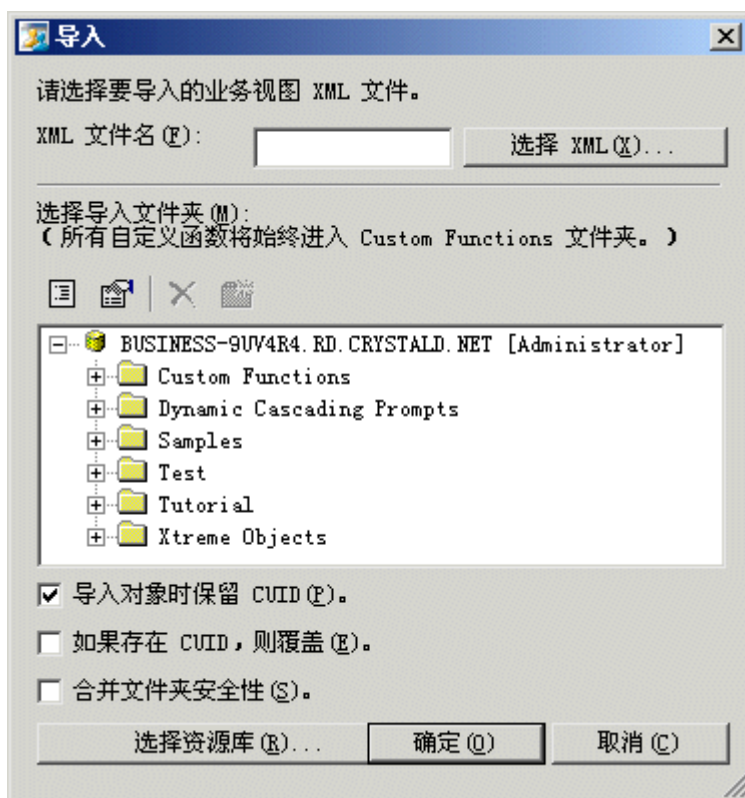 导入
请选择要导入的业务视图 XML 文件。
XML 文件名(F):
选择 XML(X)...
选择导入文件夹(M):
(所有自定义函数将始终进入 Custom Functions 文件夹。)
BUSINESS-9UV4R4.RD.CRYSTALD.NET [Administrator]
Custom Functions
Dynamic Cascading Prompts
Samples
Test
Tutorial
Xtreme Objects
导入对象时保留 CUID(P)。
如果存在 CUID,则覆盖(E)。
合并文件夹安全性(S)。
选择资源库(R)... 确定(O) 取消(C)